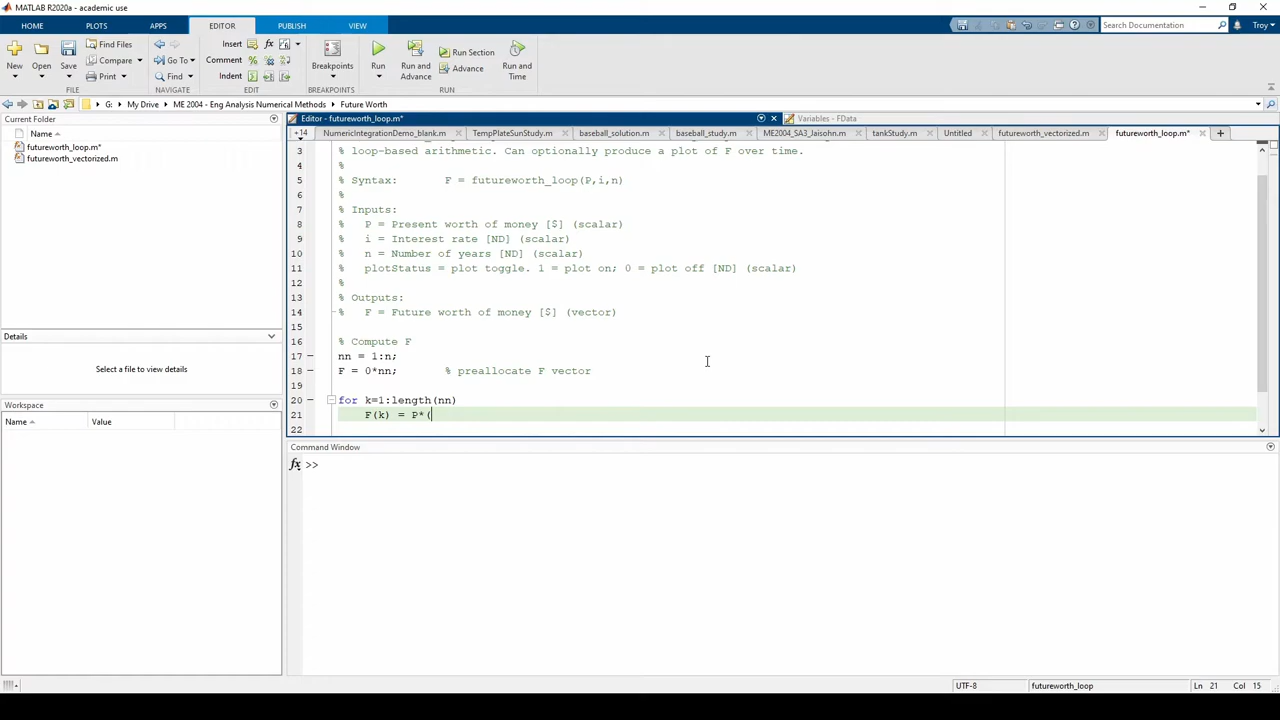 MATLAB R2020a - academic use
HOME PLOTS APPS EDITOR PUBLISH VIEW
Search Documentation Troy
New Open Save Find Files Compare Print
Go To Find
Insert fx
Comment
Indent
Breakpoints Run Run and Advance Run Section Advance Run and Time
FILE NAVIGATE EDIT BREAKPOINTS RUN
G: My Drive ME 2004 - Eng Analysis Numerical Methods Future Worth
Current Folder
Name
futureworth_loop.m*
futureworth_vectorized.m
Details
Select a file to view details
Workspace
Name Value
Editor - futureworth_loop.m*
Variables - FData
+14 NumericIntegrationDemo_blank.m TempPlateSunStudy.m baseball_solution.m baseball_study.m ME2004_SA3_Jaisohn.m tankStudy.m Untitled futureworth_vectorized.m futureworth_loop.m* +
3 % loop-based arithmetic. Can optionally produce a plot of F over time.
4 %
5 % Syntax: F = futureworth_loop(P,i,n)
6 %
7 % Inputs:
8 % P = Present worth of money [$] (scalar)
9 % i = Interest rate [ND] (scalar)
10 % n = Number of years [ND] (scalar)
11 % plotStatus = plot toggle. 1 = plot on; 0 = plot off [ND] (scalar)
12 %
13 % Outputs:
14 % F = Future worth of money [$] (vector)
15
16 % Compute F
17 nn = 1:n;
18 F = 0*nn; % preallocate F vector
19
20 for k=1:length(nn)
21 F(k) = P*(
22
Command Window
fx >>
UTF-8 futureworth_loop Ln 21 Col 15